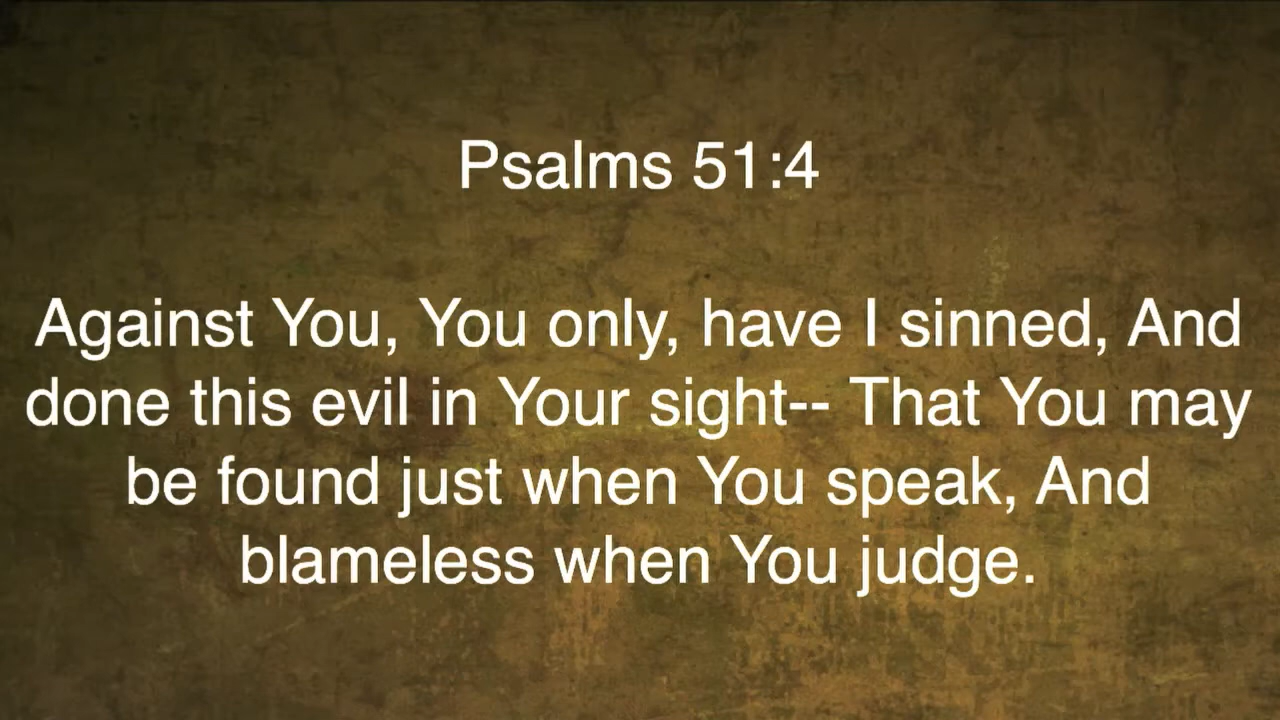 Psalms 51:4
Against You, You only, have I sinned, And
done this evil in Your sight-- That You may
be found just when You speak, And
blameless when You judge.